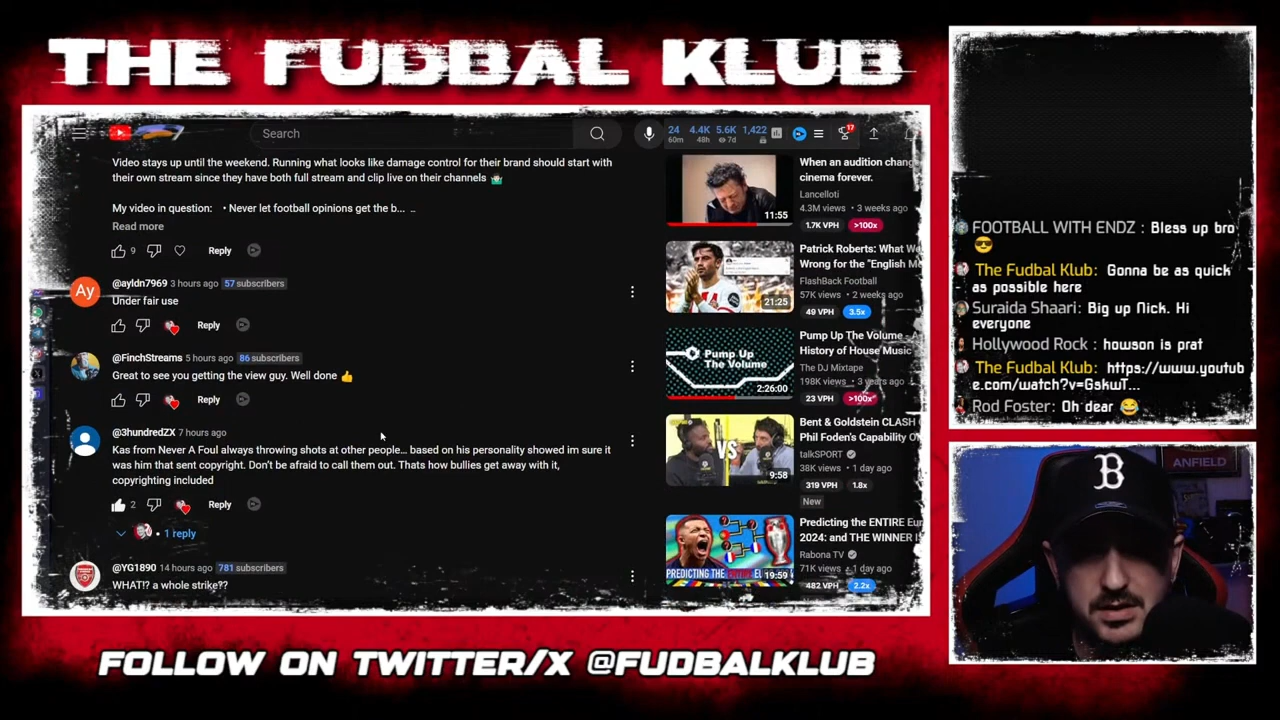 THE FUDBAL KLUB
Search
24 4.4K 5.6K 1,422
60m 48h 7d
17
Video stays up until the weekend. Running what looks like damage control for their brand should start with
their own stream since they have both full stream and clip live on their channels 🤷🏻‍♂️
My video in question: • Never let football opinions get the b... ..
Read more
9 Reply
@ayldn7969 3 hours ago 57 subscribers
Ay
Under fair use
Reply
@FinchStreams 5 hours ago 86 subscribers
Great to see you getting the view guy. Well done 👍
Reply
@3hundredZX 7 hours ago
Kas from Never A Foul always throwing shots at other people... based on his personality showed im sure it
was him that sent copyright. Don't be afraid to call them out. Thats how bullies get away with it,
copyrighting included
2 Reply
• 1 reply
@YG1890 14 hours ago 781 subscribers
WHAT!? a whole strike??
When an audition chang
cinema forever.
Lancelloti
4.3M views • 3 weeks ago
1.7K VPH >100x
11:55
Patrick Roberts: What We
Wrong for the "English M
FlashBack Football
57K views • 2 weeks ago
49 VPH 3.5x
21:25
Pump Up The Volume - A
History of House Music
The DJ Mixtape
198K views • 3 years ago
23 VPH >100x
Pump Up
The Volume
2:26:00
Bent & Goldstein CLASH O
Phil Foden's Capability O
talkSPORT
38K views • 1 day ago
319 VPH 1.8x
New
VS
9:58
Predicting the ENTIRE Eur
2024: and THE WINNER I
Rabona TV
71K views • 1 day ago
482 VPH 2.2x
PREDICTING THE ENTIRE EU
19:59
FOOTBALL WITH ENDZ : Bless up bro
😎
The Fudbal Klub: Gonna be as quick
as possible here
Suraida Shaari: Big up Nick. Hi
everyone
Hollywood Rock : howson is prat
The Fudbal Klub: https://www.youtub
e.com/watch?v=GskwT...
Rod Foster: Oh dear 😂
ANFIELD
B
FOLLOW ON TWITTER/X @FUDBALKLUB